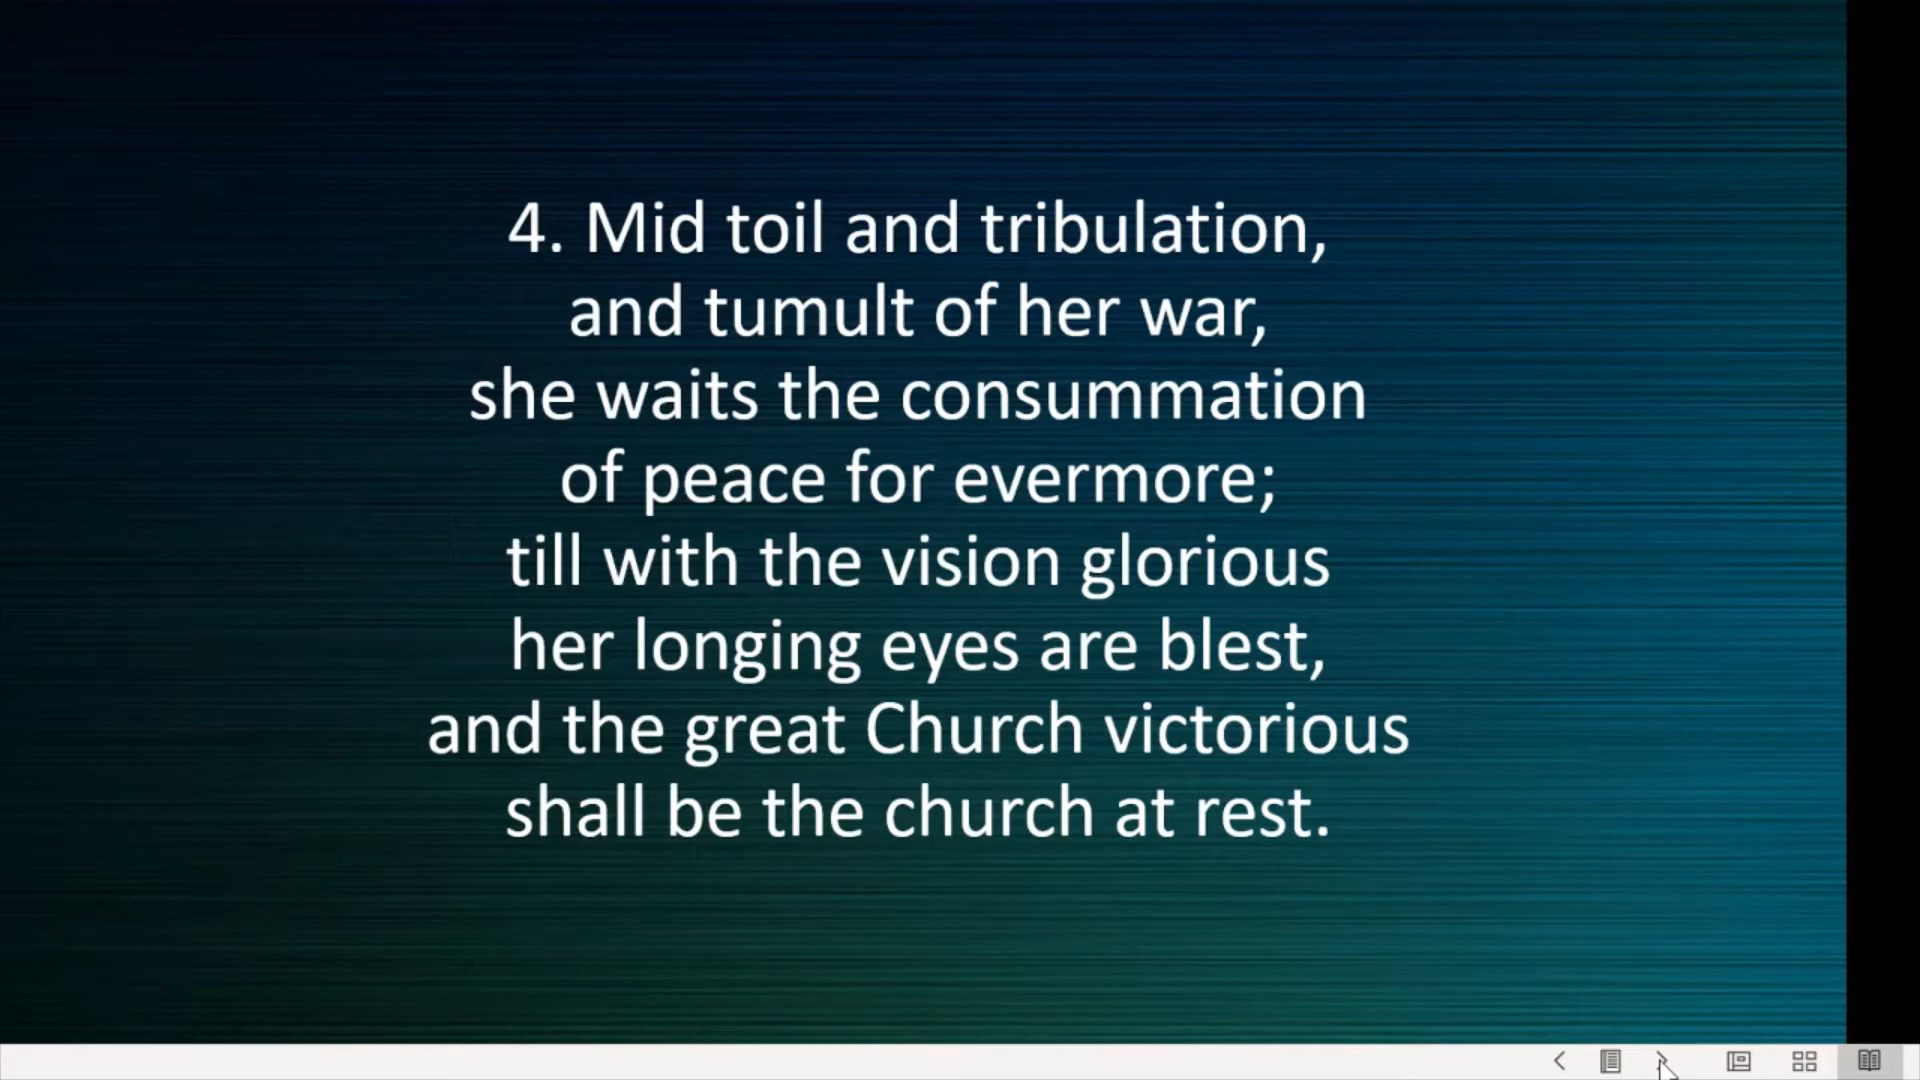 4. Mid toil and tribulation,
and tumult of her war,
she waits the consummation
of peace for evermore;
till with the vision glorious
her longing eyes are blest,
and the great Church victorious
shall be the church at rest.